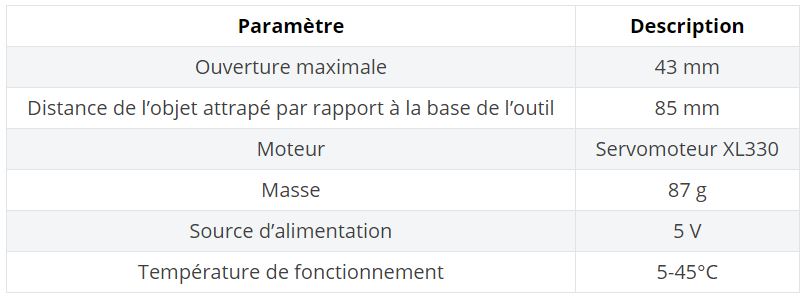 Paramètre Description
Ouverture maximale 43 mm
Distance de l’objet attrapé par rapport à la base de l’outil 85 mm
Moteur Servomoteur XL330
Masse 87 g
Source d’alimentation 5 V
Température de fonctionnement 5-45°C